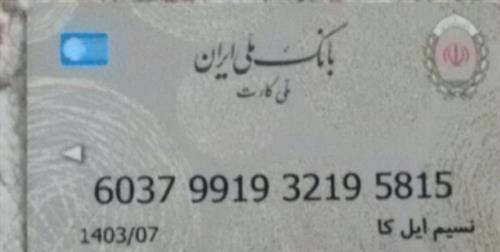 بانک ملی ایران
ملی کارت
6037 9919 3219 5815
1403/07
نسیم ایل کا